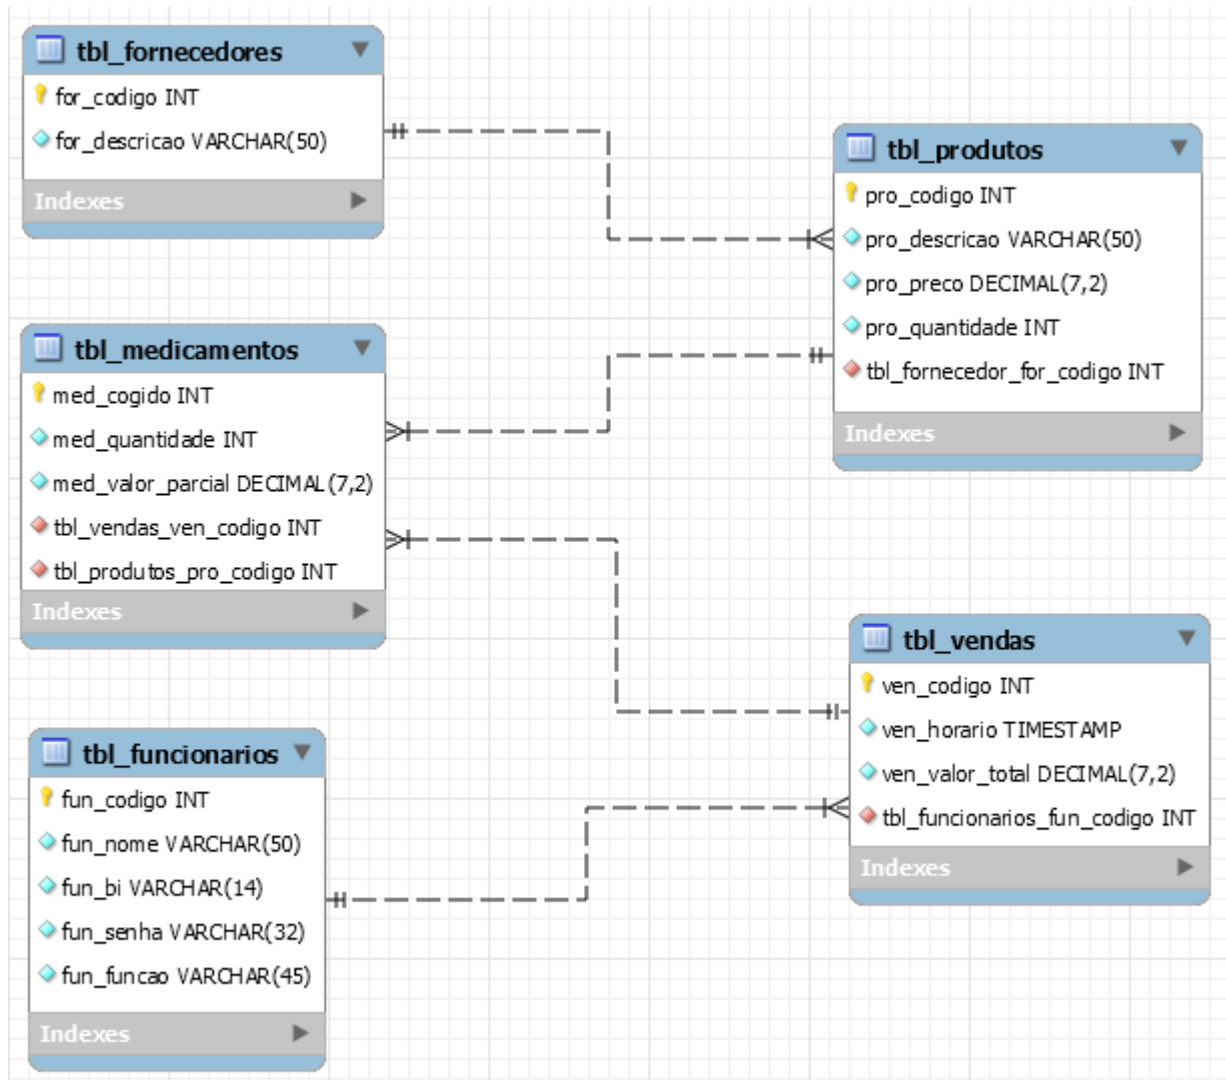 tbl_fornecedores
for_codigo INT
for_descricao VARCHAR(50)
Indexes
tbl_produtos
pro_codigo INT
pro_descricao VARCHAR(50)
pro_preco DECIMAL(7,2)
pro_quantidade INT
tbl_fornecedor_for_codigo INT
Indexes
tbl_medicamentos
med_cogido INT
med_quantidade INT
med_valor_parcial DECIMAL(7,2)
tbl_vendas_ven_codigo INT
tbl_produtos_pro_codigo INT
Indexes
tbl_vendas
ven_codigo INT
ven_horario TIMESTAMP
ven_valor_total DECIMAL(7,2)
tbl_funcionarios_fun_codigo INT
Indexes
tbl_funcionarios
fun_codigo INT
fun_nome VARCHAR(50)
fun_bi VARCHAR(14)
fun_senha VARCHAR(32)
fun_funcao VARCHAR(45)
Indexes